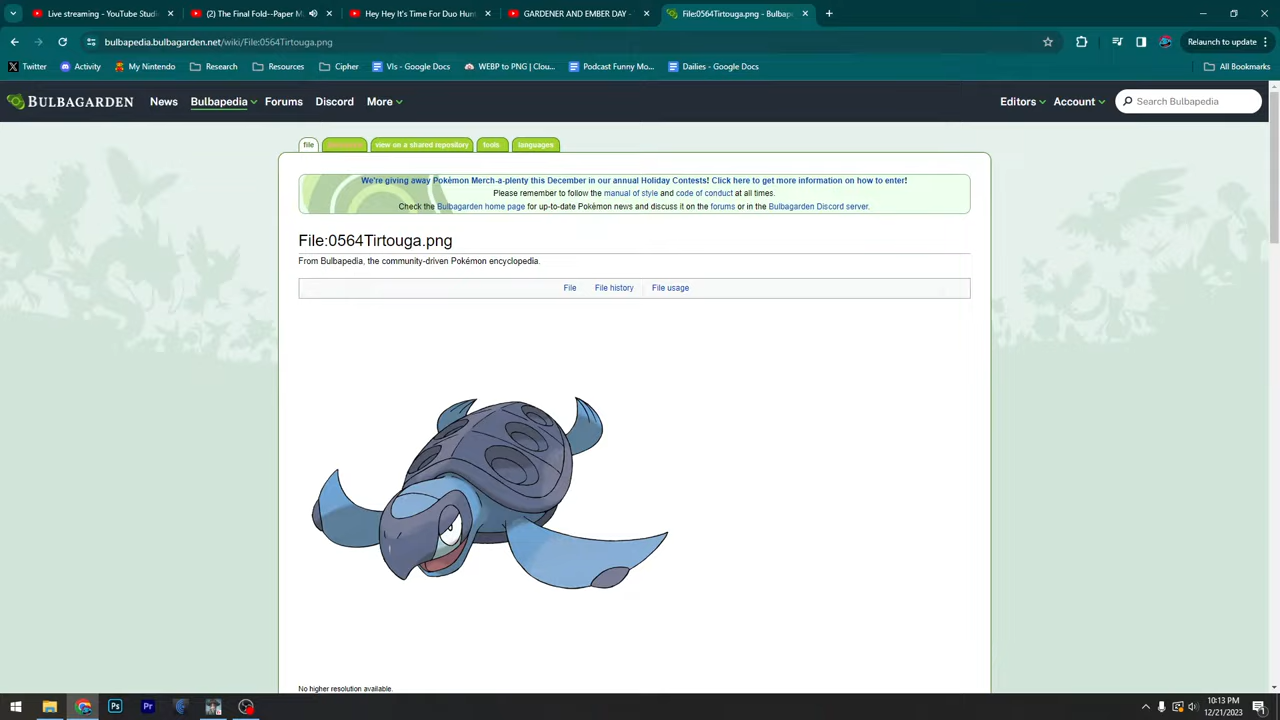 Live streaming - YouTube Studi
(2) The Final Fold--Paper M
Hey Hey It's Time For Duo Hun
GARDENER AND EMBER DAY -
File:0564Tirtouga.png - Bulbap
bulbapedia.bulbagarden.net/wiki/File:0564Tirtouga.png
Relaunch to update
Twitter
Activity
My Nintendo
Research
Resources
Cipher
VIs - Google Docs
WEBP to PNG | Clou...
Podcast Funny Mo...
Dailies - Google Docs
All Bookmarks
BULBAGARDEN
News
Bulbapedia
Forums
Discord
More
Editors
Account
Search Bulbapedia
file
view on a shared repository
tools
languages
We're giving away Pokémon Merch-a-plenty this December in our annual Holiday Contests! Click here to get more information on how to enter!
Please remember to follow the manual of style and code of conduct at all times.
Check the Bulbagarden home page for up-to-date Pokémon news and discuss it on the forums or in the Bulbagarden Discord server.
File:0564Tirtouga.png
From Bulbapedia, the community-driven Pokémon encyclopedia.
File
File history
File usage
No higher resolution available.
Ps
Pr
10:13 PM
12/21/2023
1